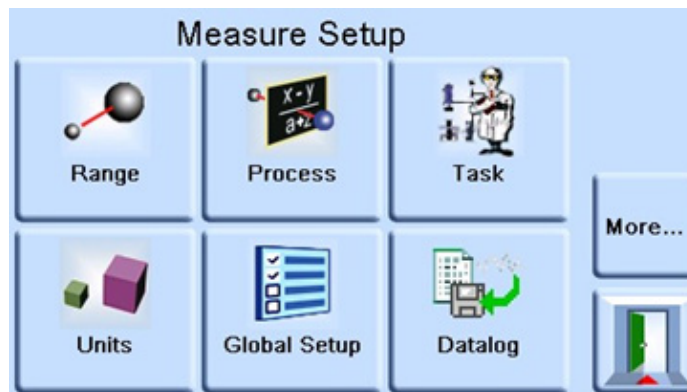 Measure Setup
x-y
a+z
Range
Process
Task
More...
Units
Global Setup
Datalog